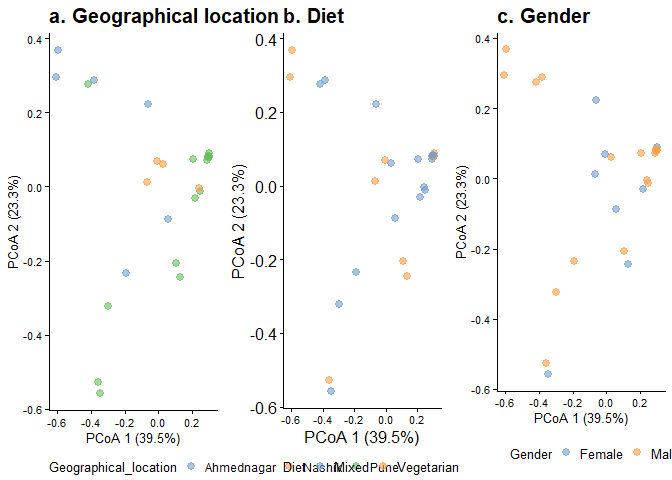 a. Geographical location
b. Diet
c. Gender
0.4
0.2
0.0
-0.2
-0.4
-0.6
PCoA 2 (23.3%)
-0.6 -0.4 -0.2 0.0 0.2
PCoA 1 (39.5%)
0.4
0.2
0.0
-0.2
-0.4
-0.6
PCoA 2 (23.3%)
-0.6 -0.4 -0.2 0.0 0.2
PCoA 1 (39.5%)
0.4
0.2
0.0
-0.2
-0.4
-0.6
PCoA 2 (23.3%)
-0.6 -0.4 -0.2 0.0 0.2
PCoA 1 (39.5%)
Geographical_location Ahmednagar Nashik Pune
Diet Mixed Vegetarian
Gender Female Mal